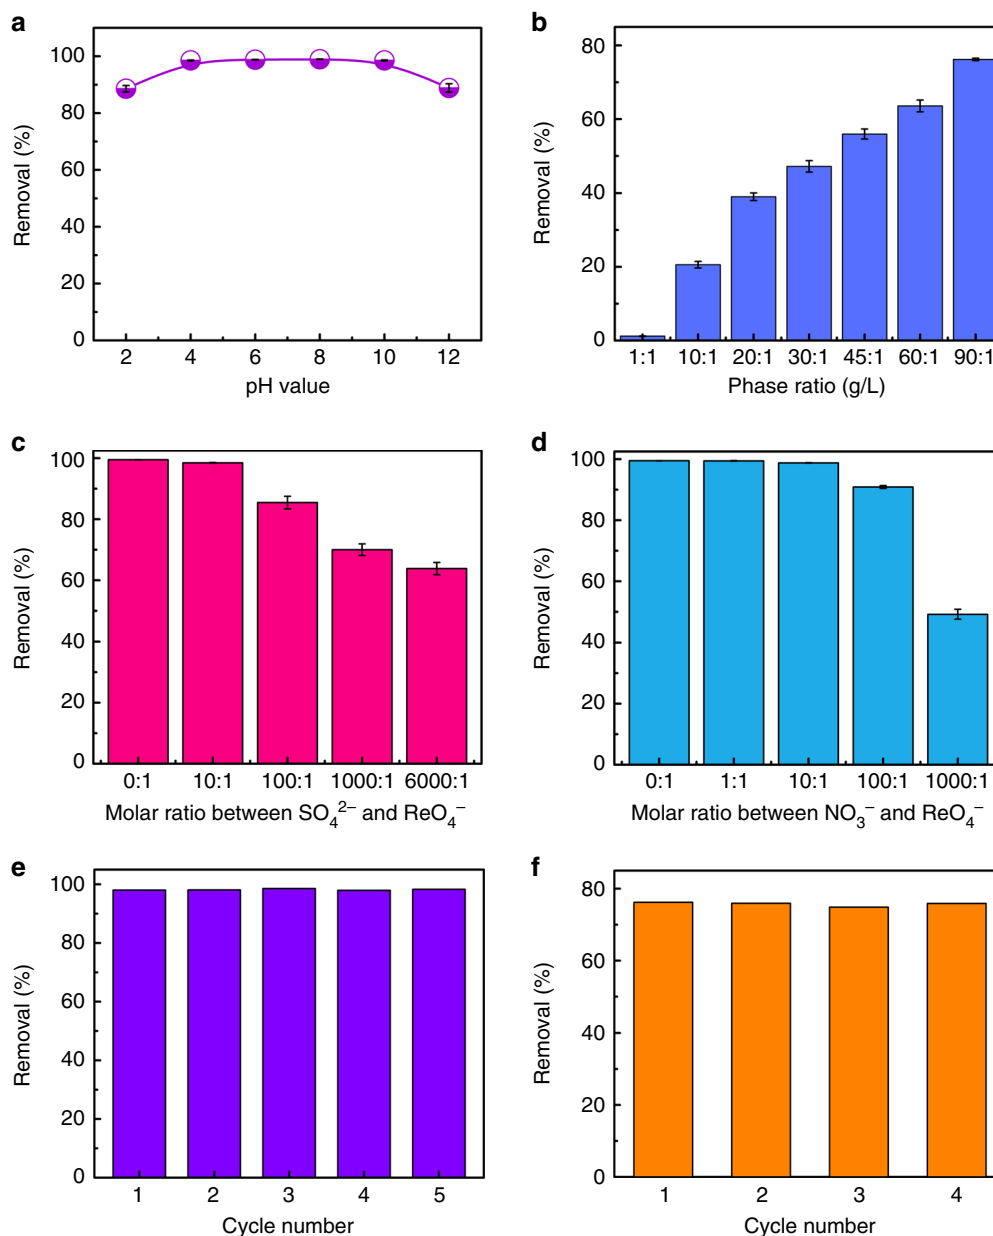 a
100
80
60
40
20
0
Removal (%)
2 4 6 8 10 12
pH value
b
80
60
40
20
0
Removal (%)
1:1 10:1 20:1 30:1 45:1 60:1 90:1
Phase ratio (g/L)
c
100
80
60
40
20
0
Removal (%)
0:1 10:1 100:1 1000:1 6000:1
Molar ratio between SO₄²⁻ and ReO₄⁻
d
100
80
60
40
20
0
Removal (%)
0:1 1:1 10:1 100:1 1000:1
Molar ratio between NO₃⁻ and ReO₄⁻
e
100
80
60
40
20
0
Removal (%)
1 2 3 4 5
Cycle number
f
80
60
40
20
0
Removal (%)
1 2 3 4
Cycle number